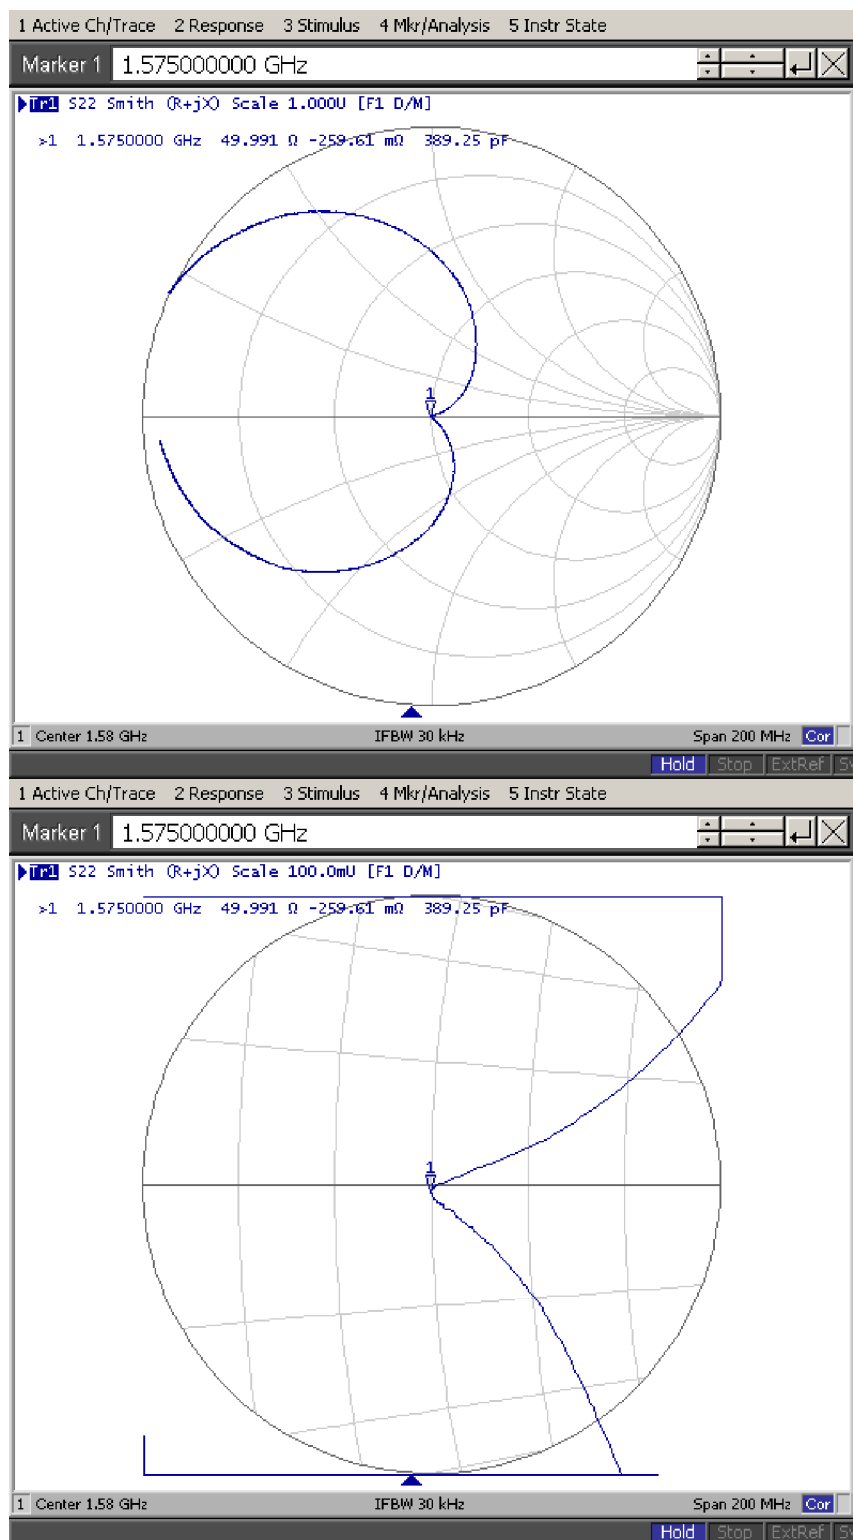 1 Active Ch/Trace 2 Response 3 Stimulus 4 Mkr/Analysis 5 Instr State
Marker 1 1.575000000 GHz
Tr1 S22 Smith (R+jX) Scale 1.000U [F1 D/M]
>1 1.5750000 GHz 49.991 Ω -259.61 mΩ 389.25 pF
1
1 Center 1.58 GHz IFBW 30 kHz Span 200 MHz Cor
Hold Stop ExtRef
1 Active Ch/Trace 2 Response 3 Stimulus 4 Mkr/Analysis 5 Instr State
Marker 1 1.575000000 GHz
Tr1 S22 Smith (R+jX) Scale 100.0mU [F1 D/M]
>1 1.5750000 GHz 49.991 Ω -259.61 mΩ 389.25 pF
1
1 Center 1.58 GHz IFBW 30 kHz Span 200 MHz Cor
Hold Stop ExtRef